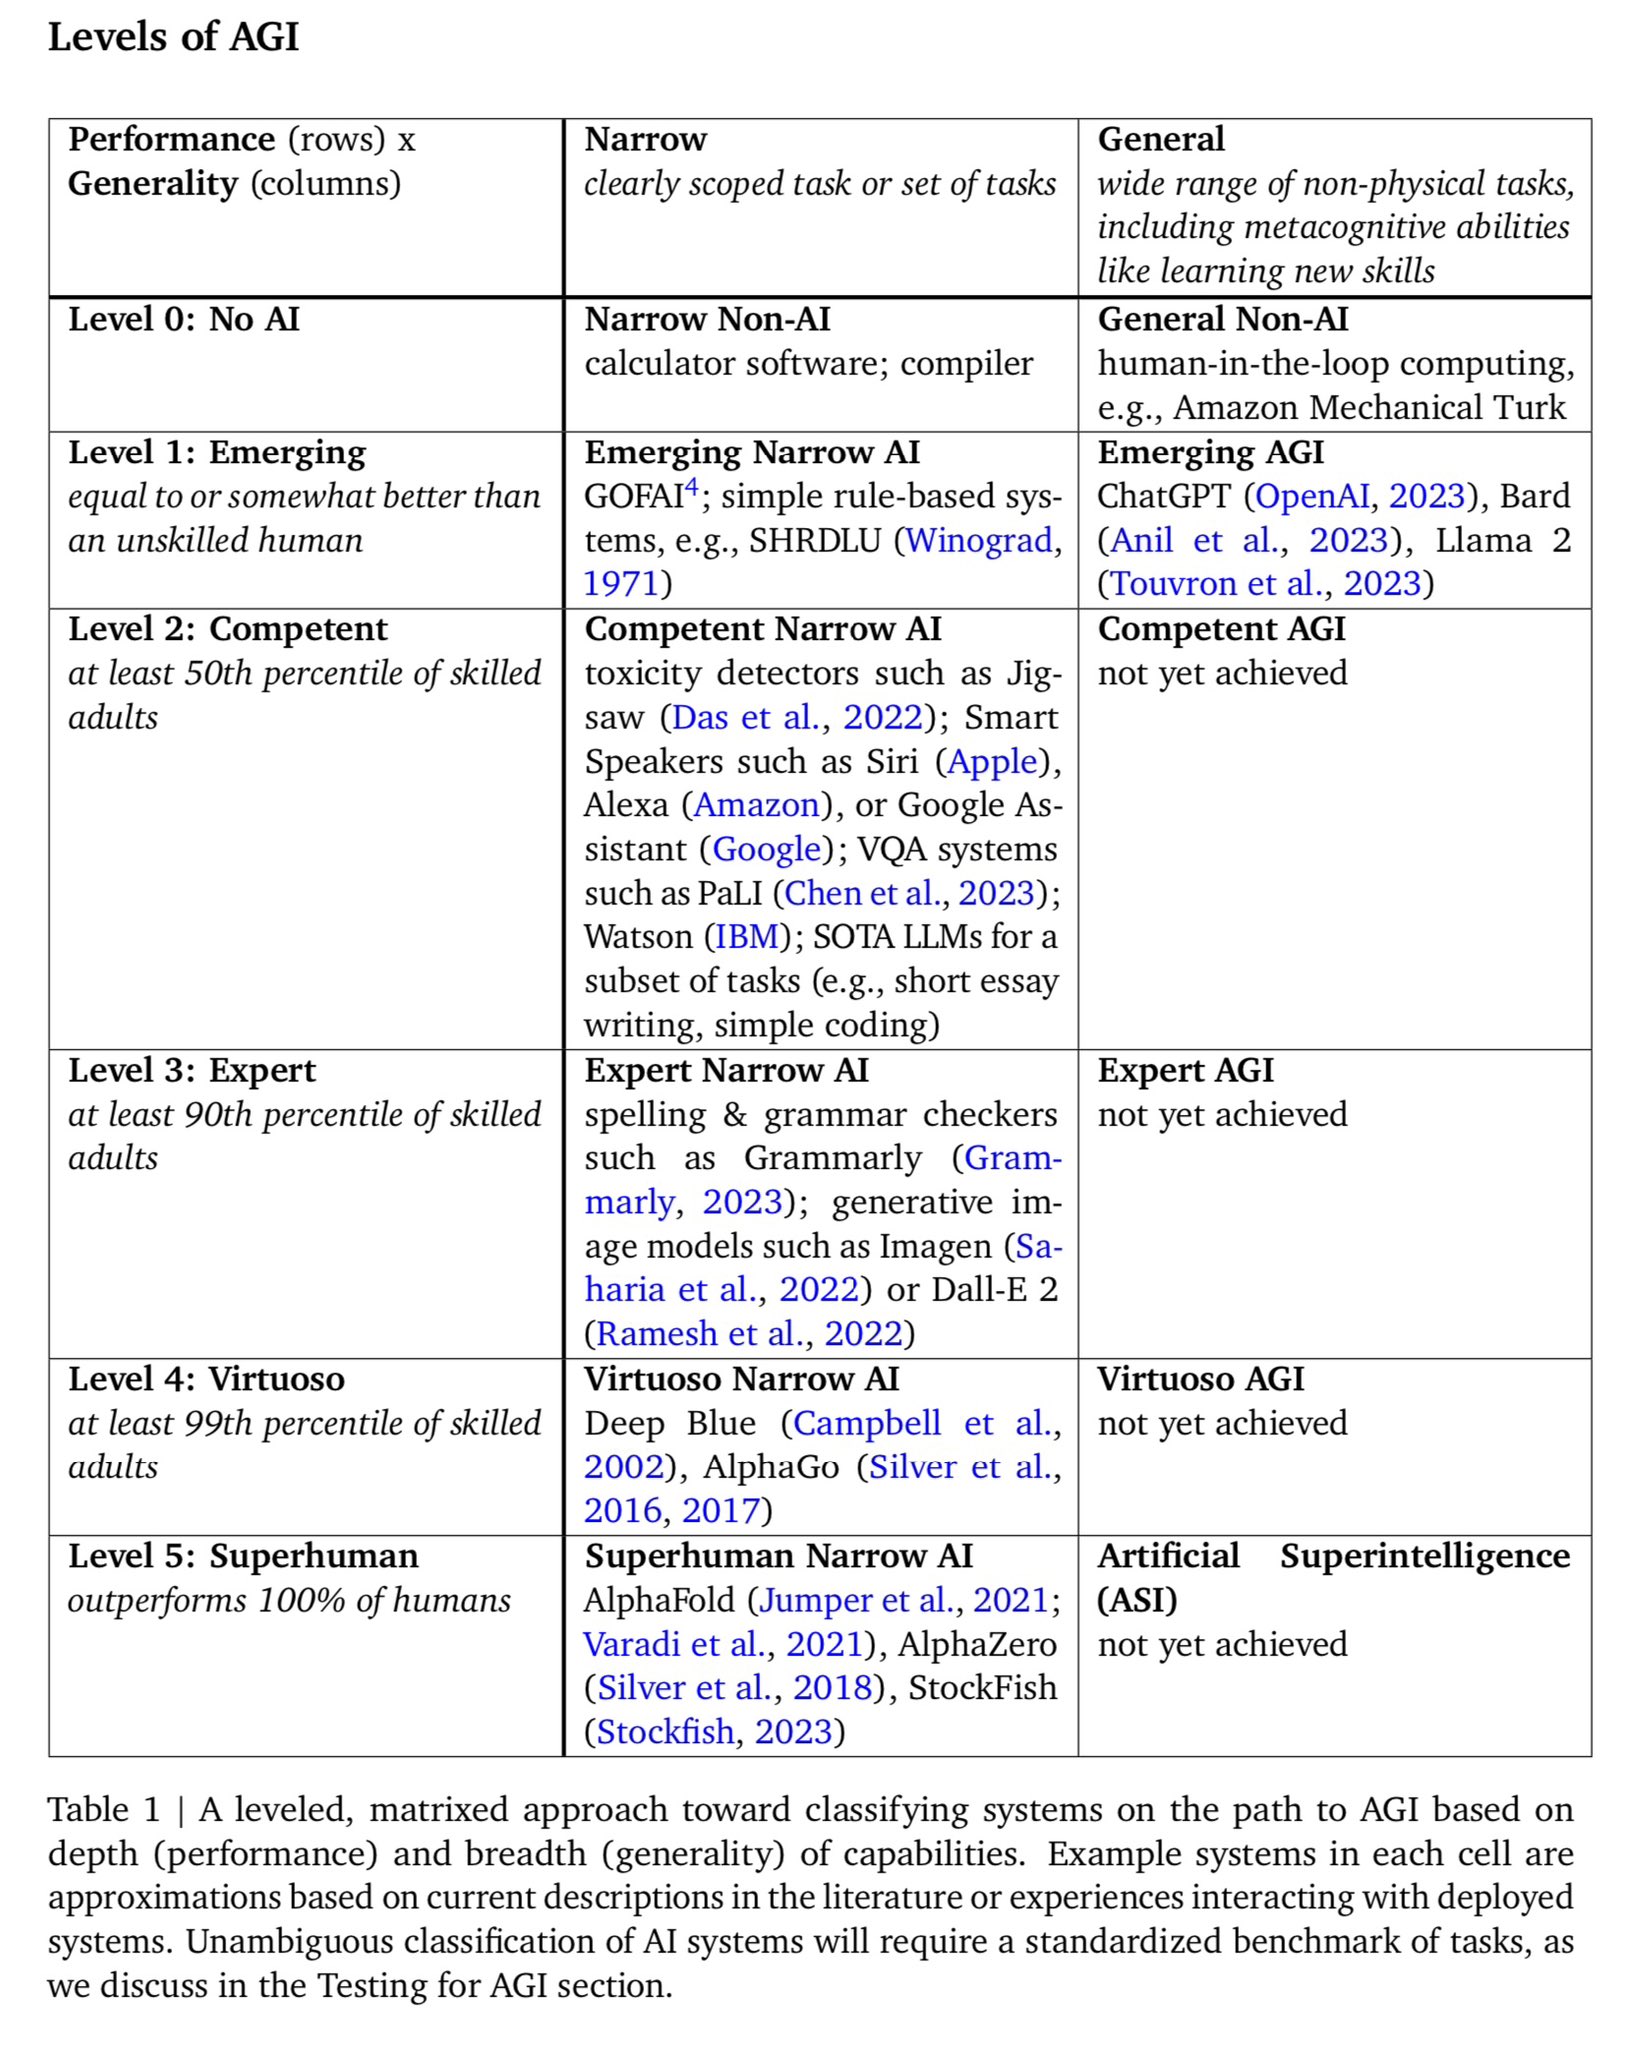 Levels of AGI
Performance (rows) x
Generality (columns)
Narrow
clearly scoped task or set of tasks
General
wide range of non-physical tasks,
including metacognitive abilities
like learning new skills
Level 0: No AI
Narrow Non-AI
calculator software; compiler
General Non-AI
human-in-the-loop computing,
e.g., Amazon Mechanical Turk
Level 1: Emerging
equal to or somewhat better than
an unskilled human
Emerging Narrow AI
GOFAI4; simple rule-based sys-
tems, e.g., SHRDLU (Winograd,
1971)
Emerging AGI
ChatGPT (OpenAI, 2023), Bard
(Anil et al., 2023), Llama 2
(Touvron et al., 2023)
Level 2: Competent
at least 50th percentile of skilled
adults
Competent Narrow AI
toxicity detectors such as Jig-
saw (Das et al., 2022); Smart
Speakers such as Siri (Apple),
Alexa (Amazon), or Google As-
sistant (Google); VQA systems
such as PaLI (Chen et al., 2023);
Watson (IBM); SOTA LLMs for a
subset of tasks (e.g., short essay
writing, simple coding)
Competent AGI
not yet achieved
Level 3: Expert
at least 90th percentile of skilled
adults
Expert Narrow AI
spelling & grammar checkers
such as Grammarly (Gram-
marly, 2023); generative im-
age models such as Imagen (Sa-
haria et al., 2022) or Dall-E 2
(Ramesh et al., 2022)
Expert AGI
not yet achieved
Level 4: Virtuoso
at least 99th percentile of skilled
adults
Virtuoso Narrow AI
Deep Blue (Campbell et al.,
2002), AlphaGo (Silver et al.,
2016, 2017)
Virtuoso AGI
not yet achieved
Level 5: Superhuman
outperforms 100% of humans
Superhuman Narrow AI
AlphaFold (Jumper et al., 2021;
Varadi et al., 2021), AlphaZero
(Silver et al., 2018), StockFish
(Stockfish, 2023)
Artificial Superintelligence
(ASI)
not yet achieved
Table 1 | A leveled, matrixed approach toward classifying systems on the path to AGI based on
depth (performance) and breadth (generality) of capabilities. Example systems in each cell are
approximations based on current descriptions in the literature or experiences interacting with deployed
systems. Unambiguous classification of AI systems will require a standardized benchmark of tasks, as
we discuss in the Testing for AGI section.